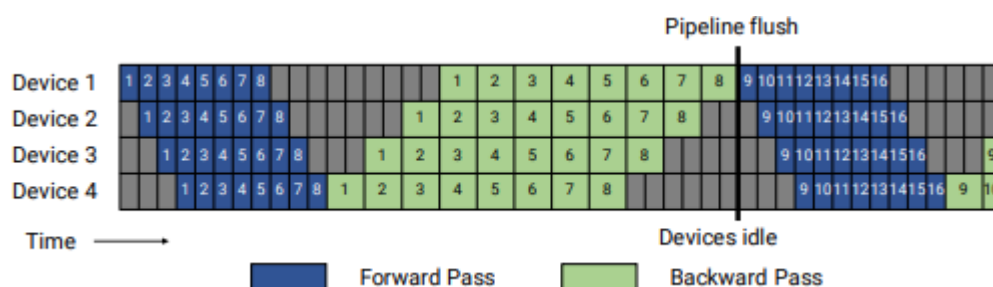 Pipeline flush
Device 1 1 2 3 4 5 6 7 8 1 2 3 4 5 6 7 8 9 10 11 12 13 14 15 16
Device 2 1 2 3 4 5 6 7 8 1 2 3 4 5 6 7 8 9 10 11 12 13 14 15 16
Device 3 1 2 3 4 5 6 7 8 1 2 3 4 5 6 7 8 9 10 11 12 13 14 15 16 9
Device 4 1 2 3 4 5 6 7 8 1 2 3 4 5 6 7 8 9 10 11 12 13 14 15 16 9 10
Time Devices idle
Forward Pass Backward Pass